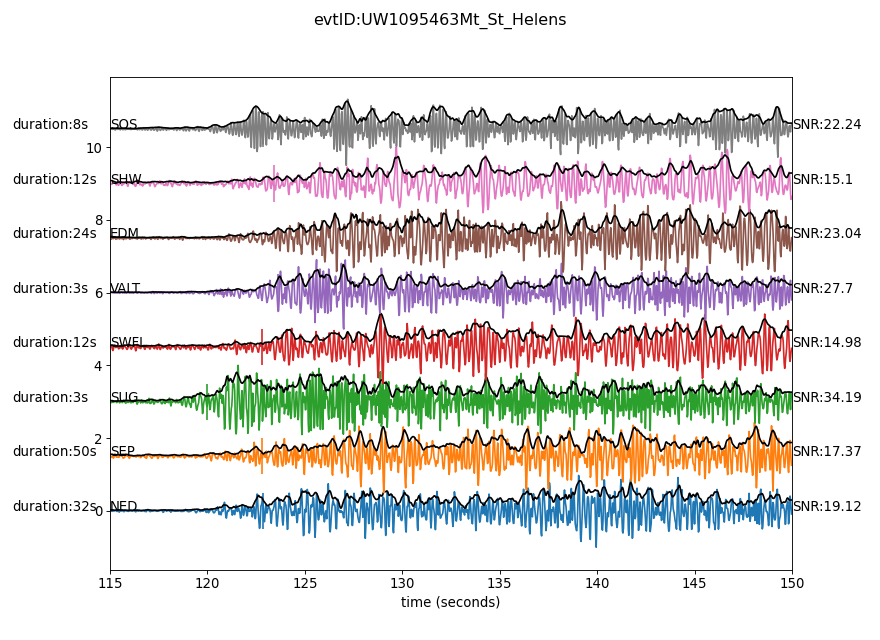 evtID:UW1095463Mt_St_Helens
duration:8s SOS SNR:22.24
10
duration:12s SHW SNR:15.1
8
duration:24s EDM SNR:23.04
duration:3s VALT SNR:27.7
6
duration:12s SWFL SNR:14.98
4
duration:3s SUG SNR:34.19
2
duration:50s SEP SNR:17.37
duration:32s NED SNR:19.12
0
115 120 125 130 135 140 145 150
time (seconds)